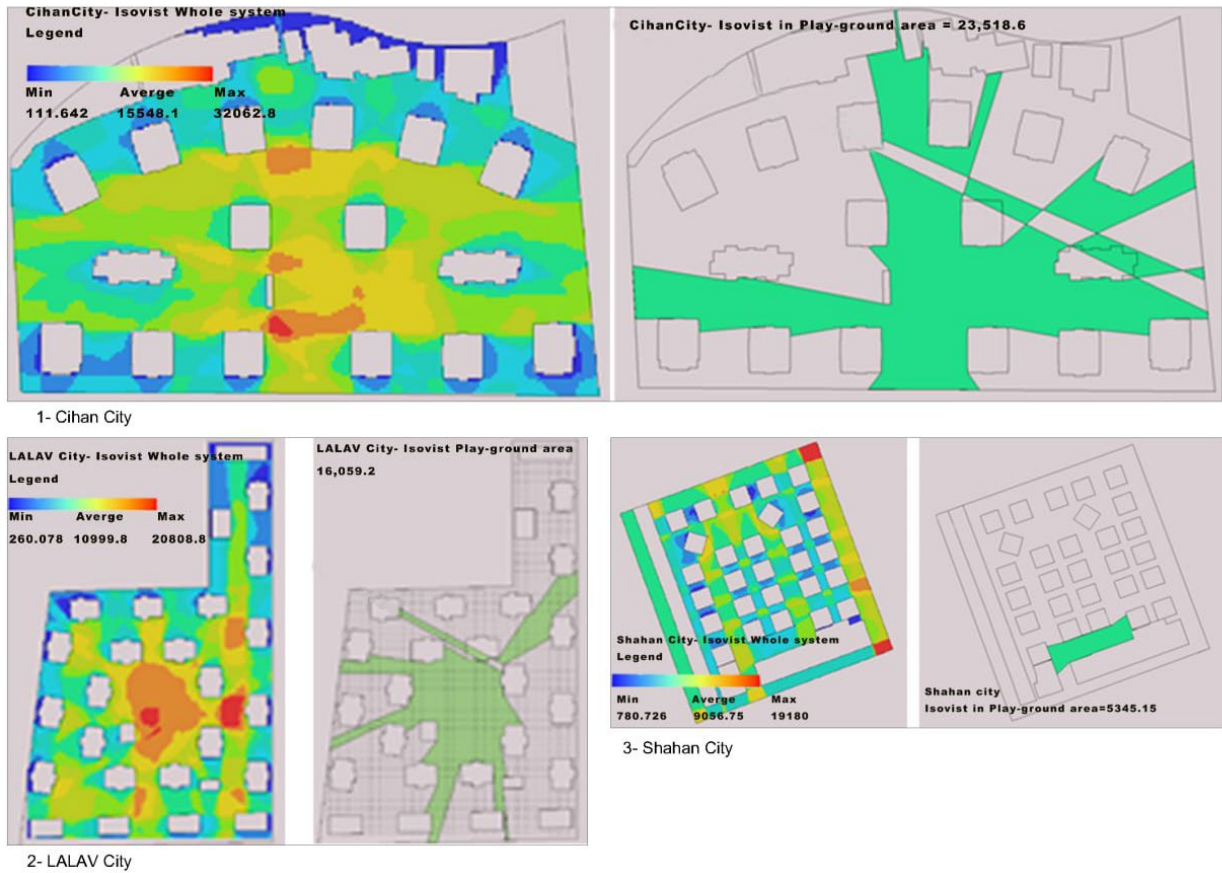 CihanCity- Isovist Whole system
Legend
Min Averge Max
111.642 15548.1 32062.8
CihanCity- Isovist in Play-ground area = 23,518.6
1- Cihan City
LALAV City- Isovist Whole system
Legend
Min Averge Max
260.078 10999.8 20808.8
LALAV City- Isovist Play-ground area
16,059.2
2- LALAV City
Shahan City- Isovist Whole system
Legend
Min Averge Max
780.726 9056.75 19180
Shahan city
Isovist in Play-ground area=5345.15
3- Shahan City